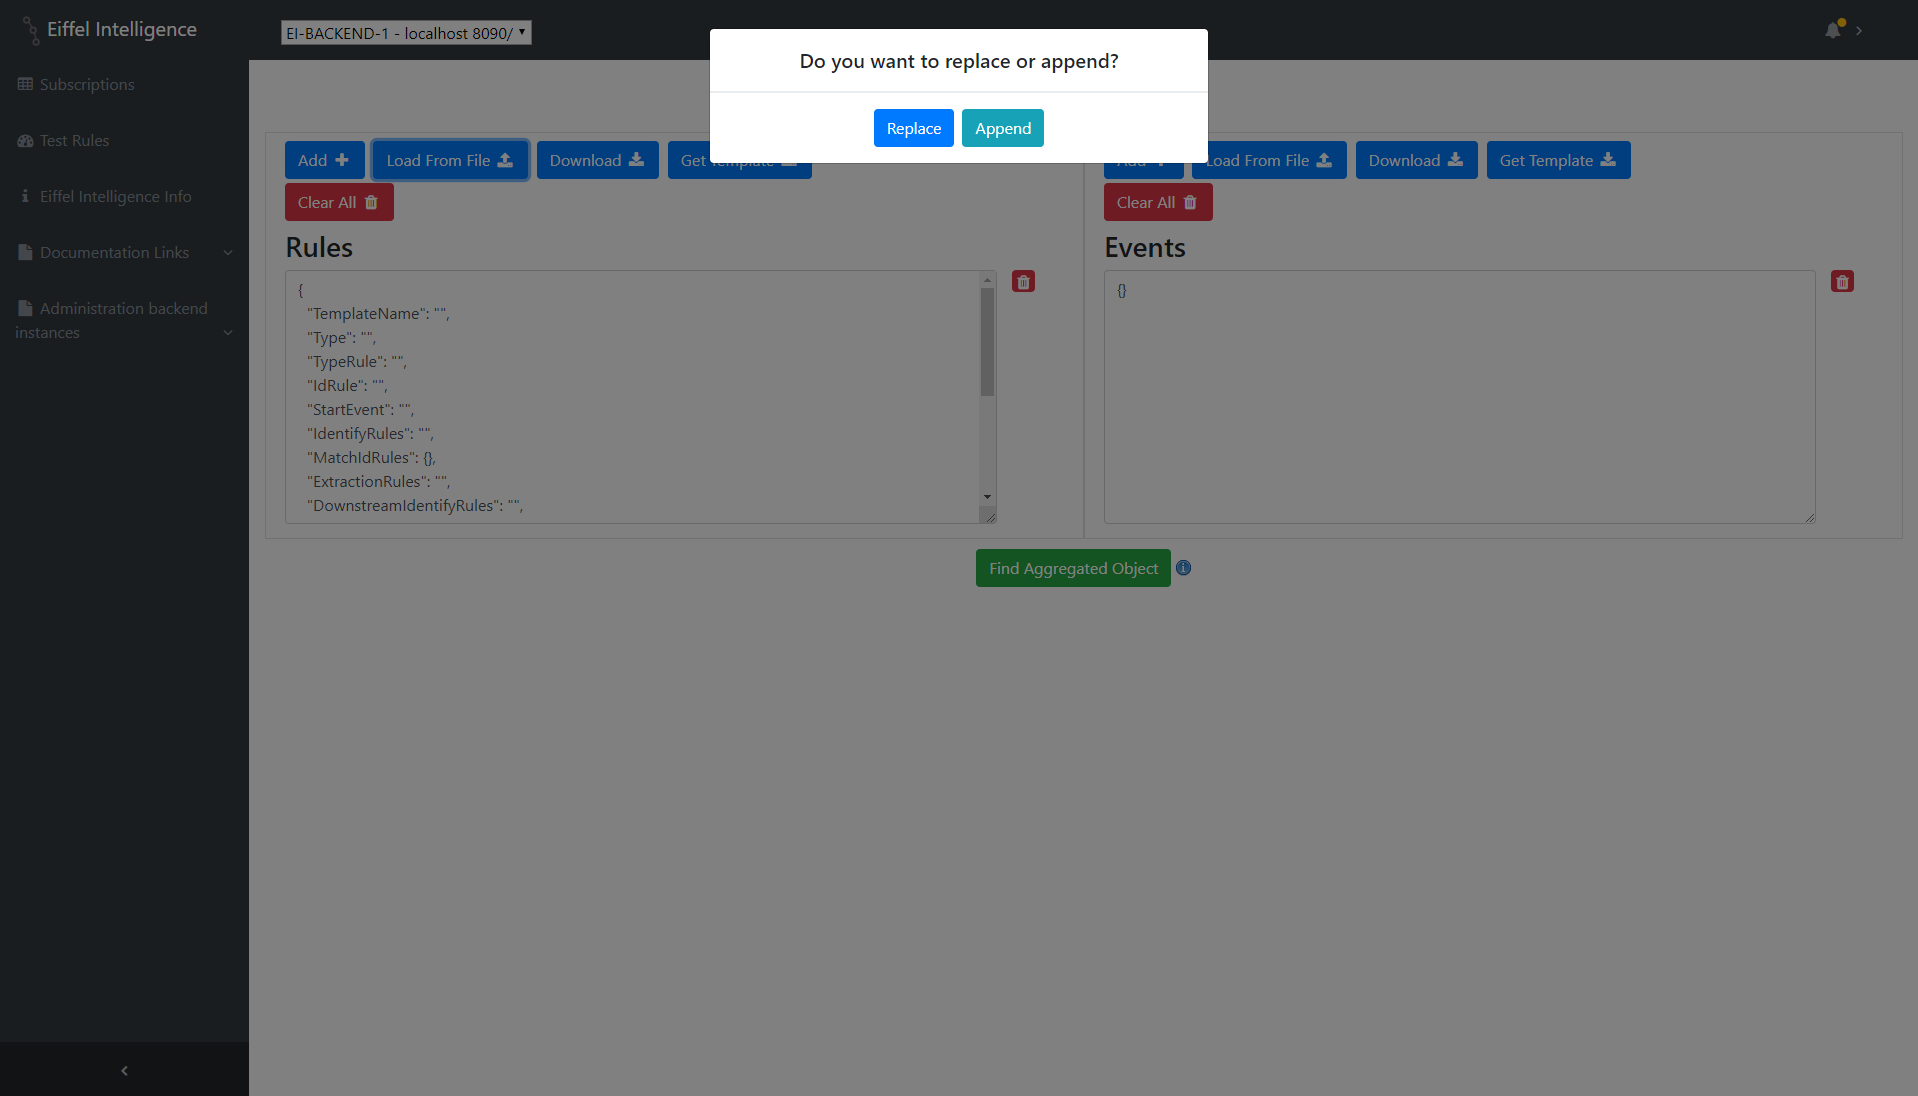 Eiffel Intelligence
EI-BACKEND-1 - localhost 8090/
Do you want to replace or append?
Replace
Append
Subscriptions
Test Rules
Eiffel Intelligence Info
Documentation Links
Administration backend
instances
Add
Load From File
Download
Get Template
Clear All
Rules
{
"TemplateName": "",
"Type": "",
"TypeRule": "",
"IdRule": "",
"StartEvent": "",
"IdentifyRules": "",
"MatchIdRules": {},
"ExtractionRules": "",
"DownstreamIdentifyRules": "",
Add
Load From File
Download
Get Template
Clear All
Events
{}
Find Aggregated Object